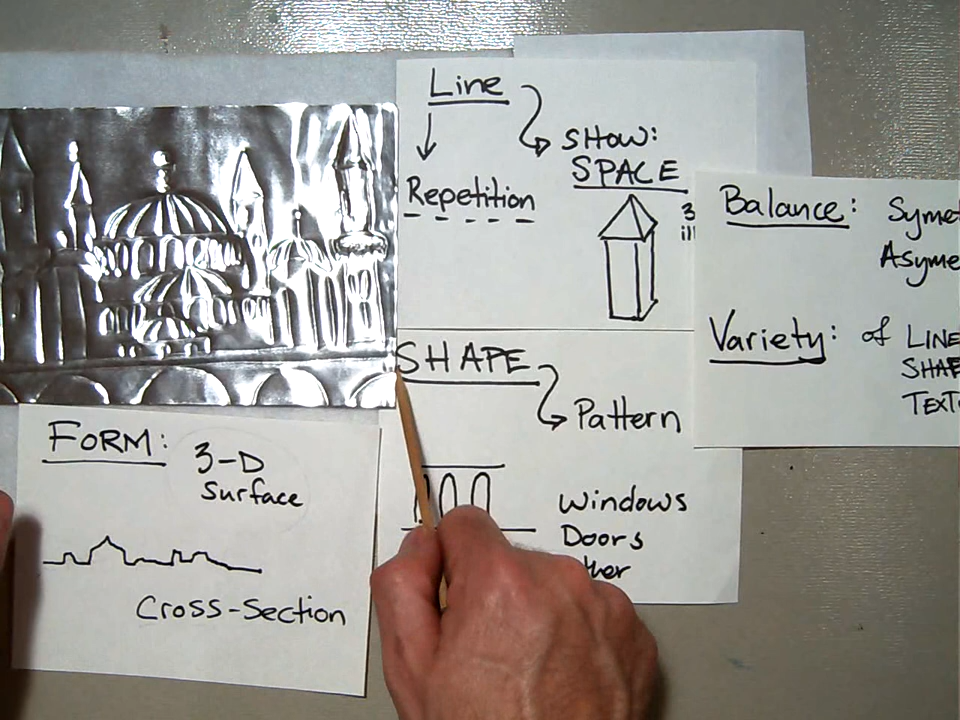 Line
Repetition
SHOW:
SPACE
3
Balance:
Variety: of LINE
SHAPE
Pattern
Windows
Doors
FORM:
3-D
Surface
Cross-Section